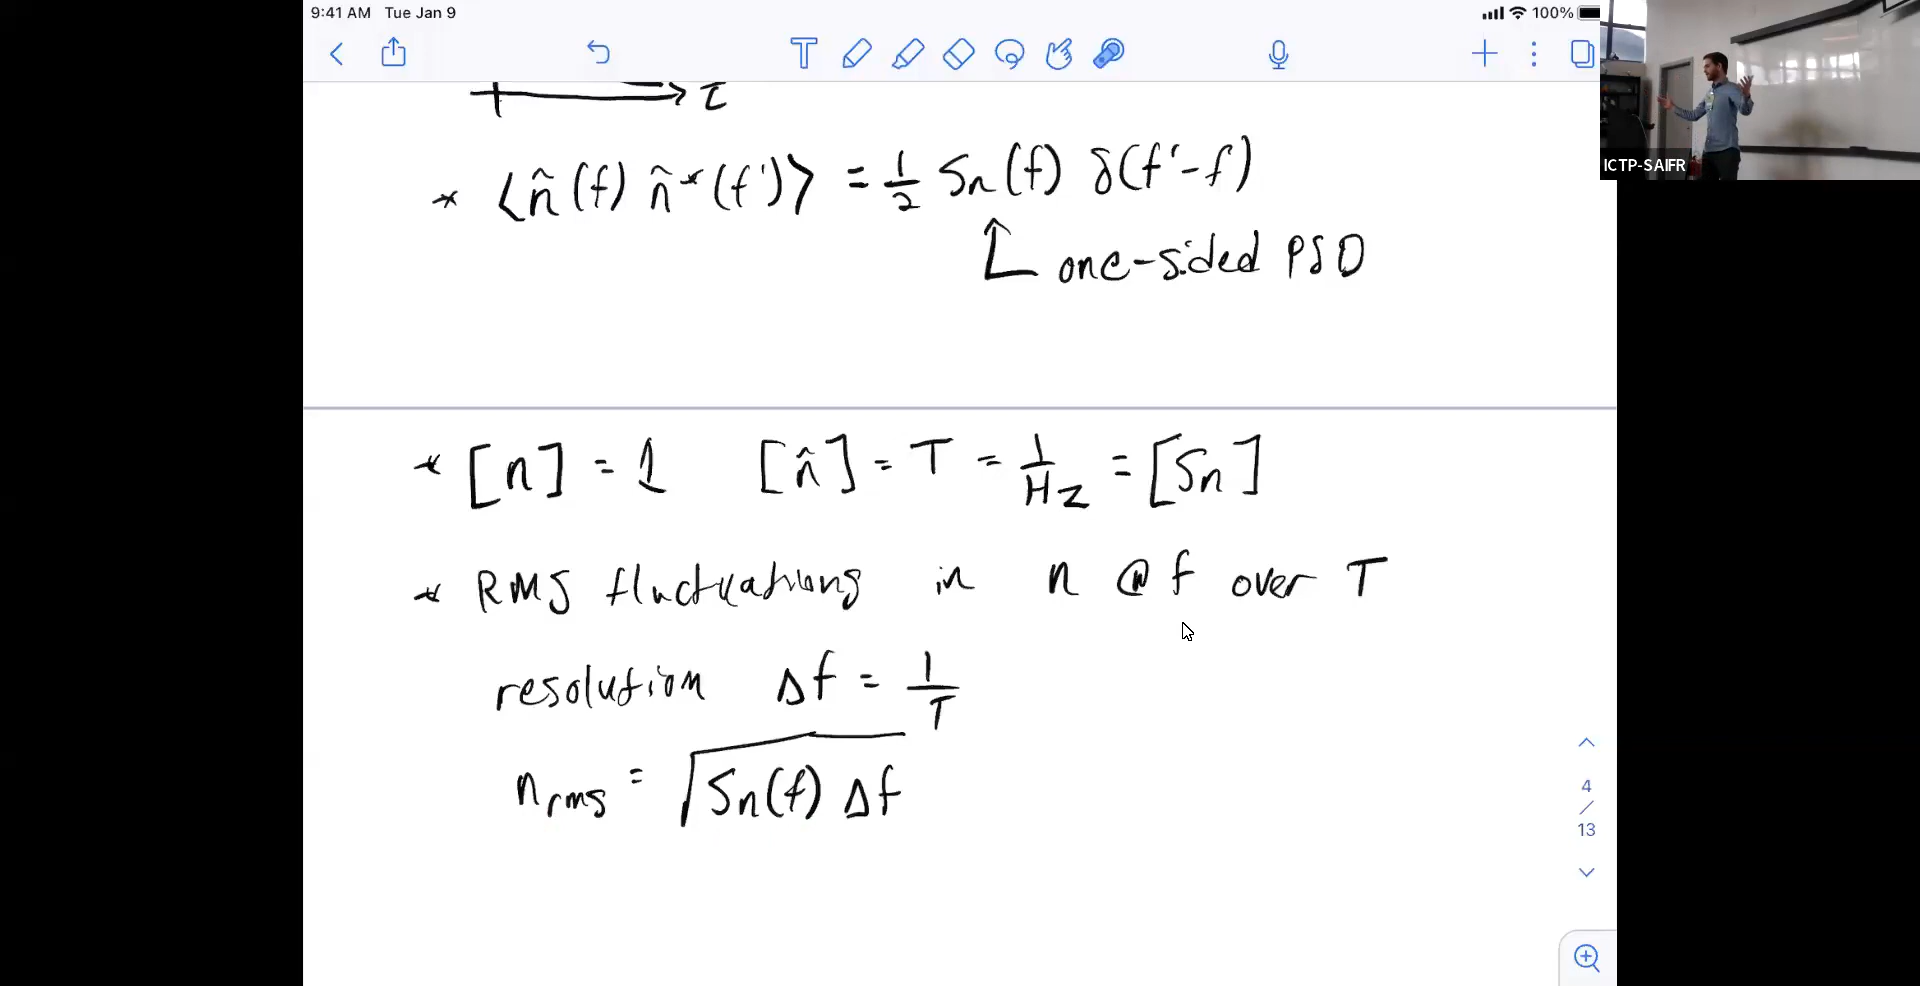 9:41 AM Tue Jan 9
100%
ICTP-SAIFR
τ
* ⟨ñ(f) ñ*(f')⟩ = 1/2 Sn(f) δ(f'-f)
one-sided PSD
* [n] = 1 [ñ] = T = 1/Hz = [Sn]
* RMS fluctuations in n @ f over T
resolution Δf = 1/T
n rms = √(Sn(f) Δf)
4
/
13